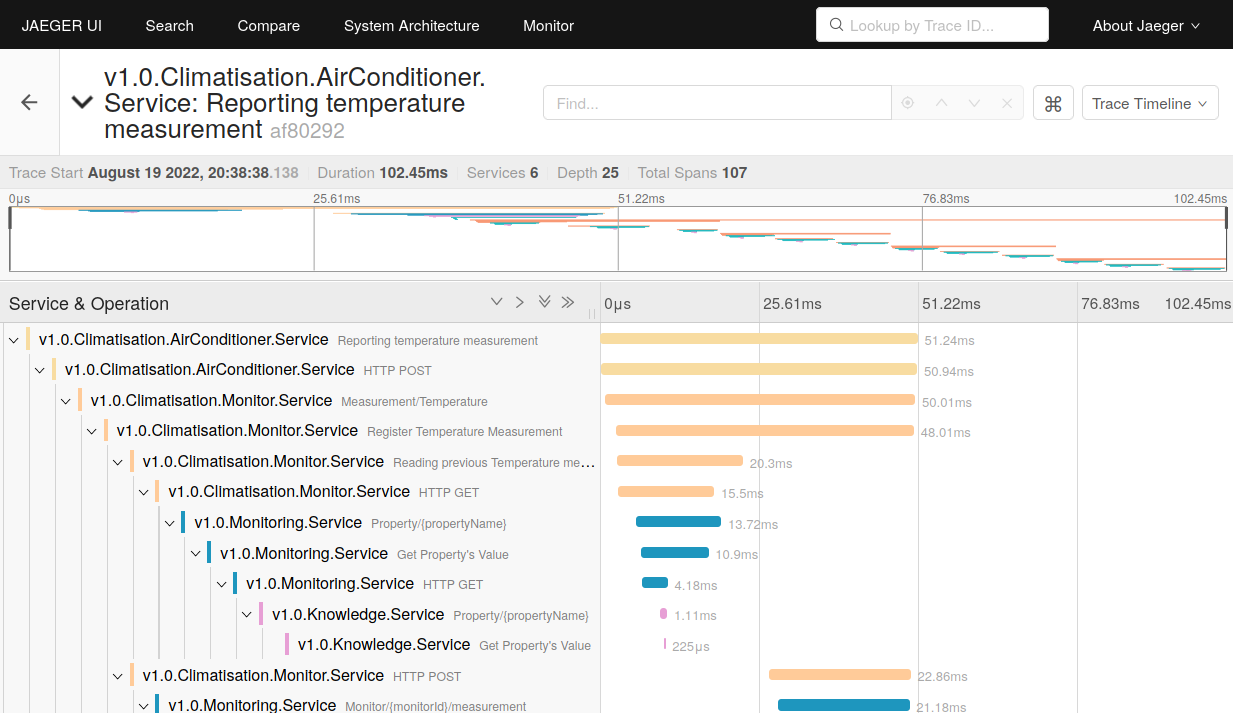 JAEGER UI Search Compare System Architecture Monitor Lookup by Trace ID... About Jaeger
v1.0.Climatisation.AirConditioner.
Service: Reporting temperature
measurement af80292
Find...
⌘
Trace Timeline
Trace Start August 19 2022, 20:38:38.138 Duration 102.45ms Services 6 Depth 25 Total Spans 107
0μs 25.61ms 51.22ms 76.83ms 102.45ms
Service & Operation 0μs 25.61ms 51.22ms 76.83ms 102.45ms
v1.0.Climatisation.AirConditioner.Service Reporting temperature measurement 51.24ms
v1.0.Climatisation.AirConditioner.Service HTTP POST 50.94ms
v1.0.Climatisation.Monitor.Service Measurement/Temperature 50.01ms
v1.0.Climatisation.Monitor.Service Register Temperature Measurement 48.01ms
v1.0.Climatisation.Monitor.Service Reading previous Temperature me... 20.3ms
v1.0.Climatisation.Monitor.Service HTTP GET 15.5ms
v1.0.Monitoring.Service Property/{propertyName} 13.72ms
v1.0.Monitoring.Service Get Property's Value 10.9ms
v1.0.Monitoring.Service HTTP GET 4.18ms
v1.0.Knowledge.Service Property/{propertyName} 1.11ms
v1.0.Knowledge.Service Get Property's Value 225μs
v1.0.Climatisation.Monitor.Service HTTP POST 22.86ms
v1.0.Monitoring.Service Monitor/{monitorId}/measurement 21.18ms